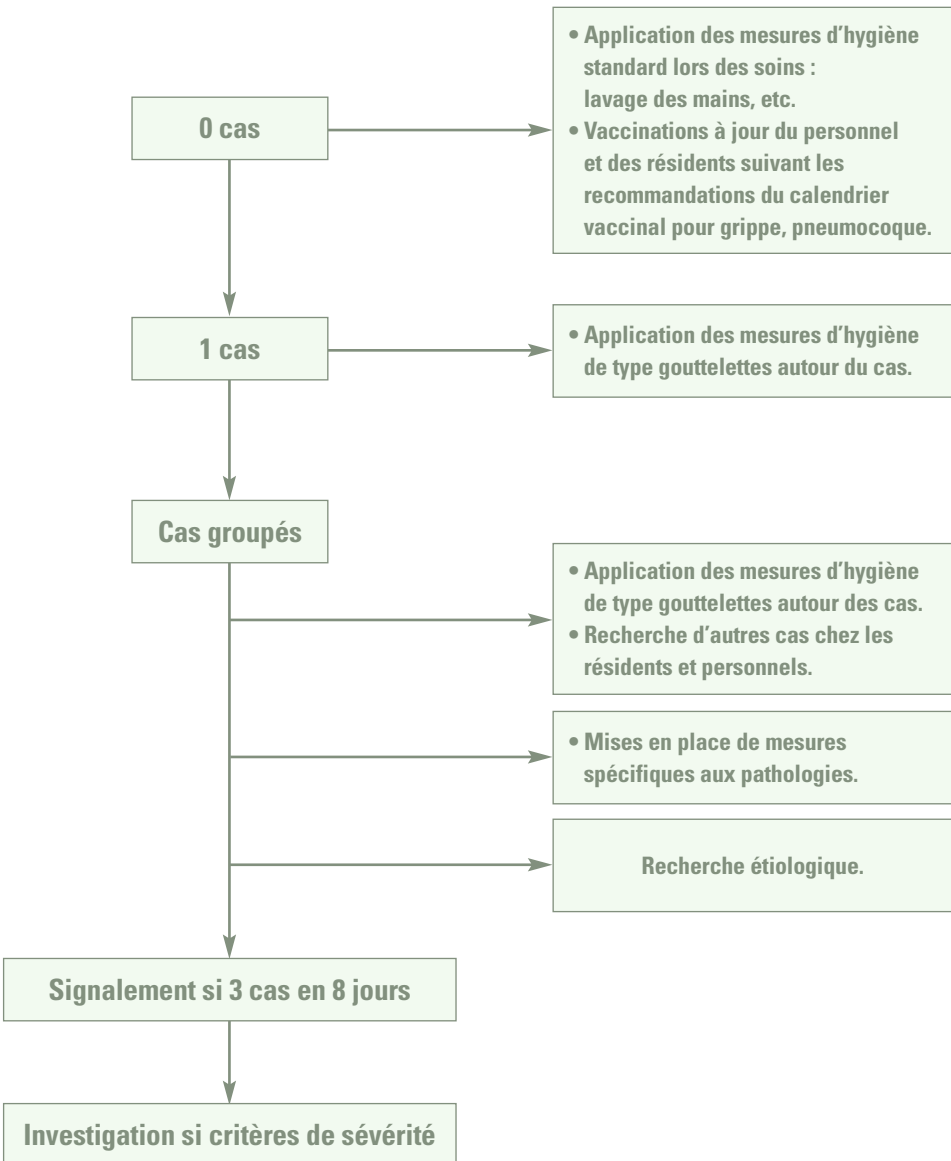 0 cas
• Application des mesures d'hygiène
standard lors des soins :
lavage des mains, etc.
• Vaccinations à jour du personnel
et des résidents suivant les
recommandations du calendrier
vaccinal pour grippe, pneumocoque.
1 cas
• Application des mesures d'hygiène
de type gouttelettes autour du cas.
Cas groupés
• Application des mesures d'hygiène
de type gouttelettes autour des cas.
• Recherche d'autres cas chez les
résidents et personnels.
• Mises en place de mesures
spécifiques aux pathologies.
Recherche étiologique.
Signalement si 3 cas en 8 jours
Investigation si critères de sévérité